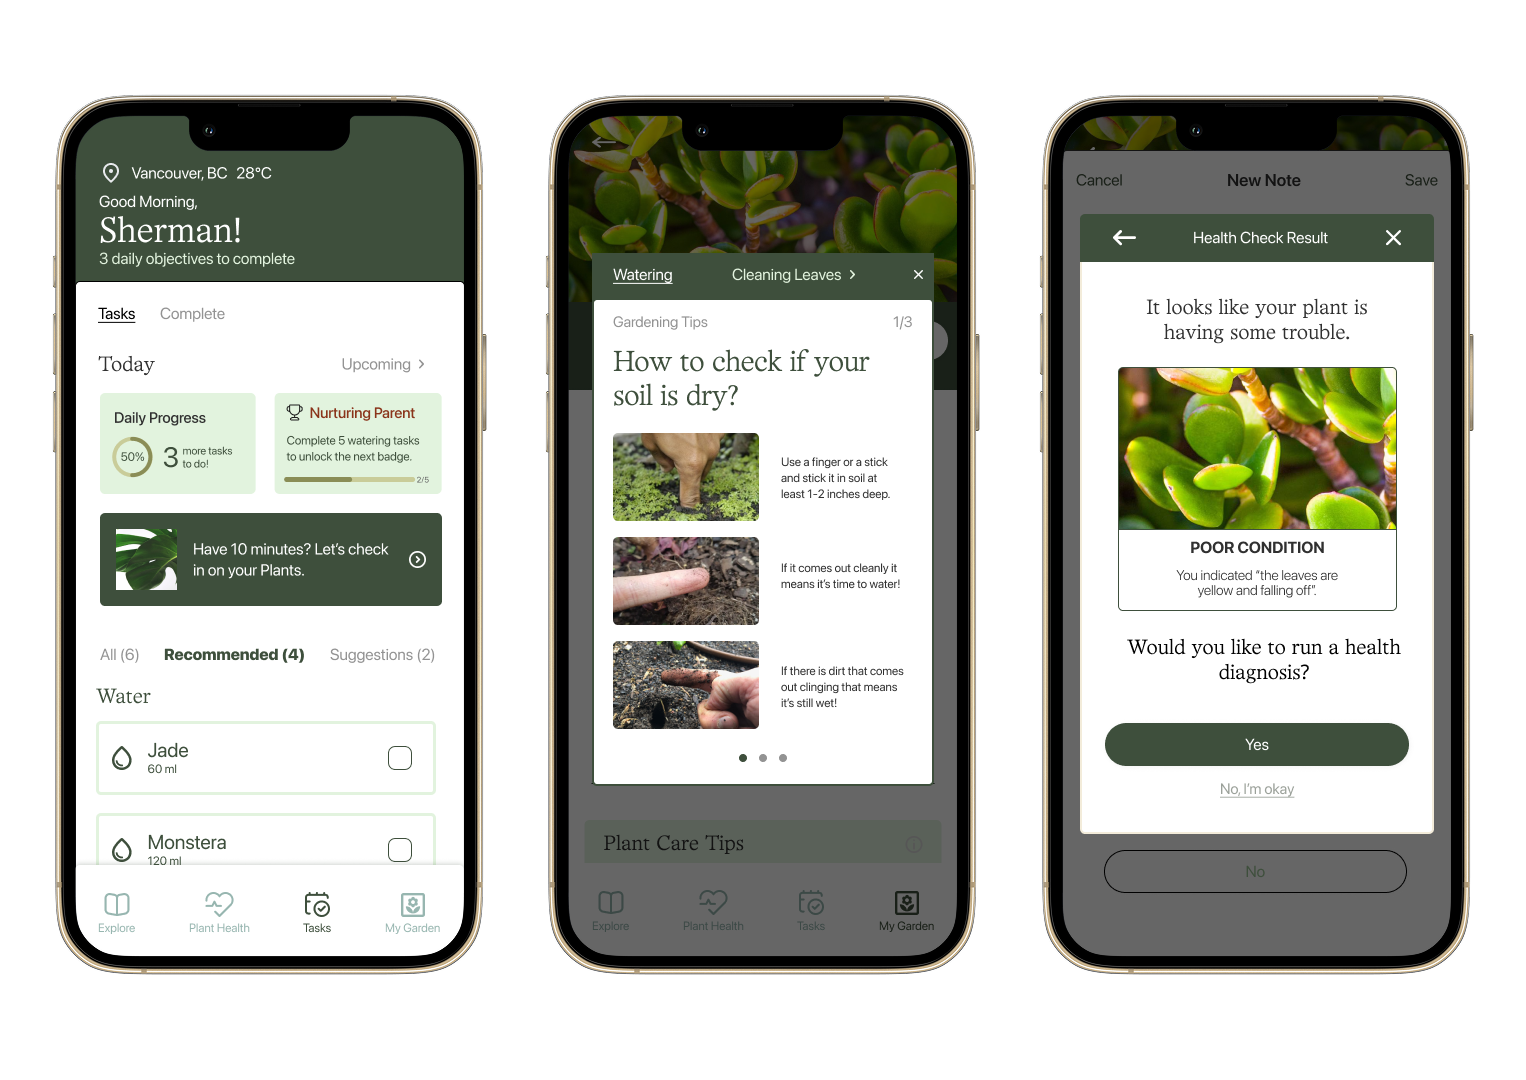 Vancouver, BC 28°C
Good Morning,
Sherman!
3 daily objectives to complete
Tasks
Complete
Today
Upcoming
Daily Progress
50%
3
more tasks
to do!
Nurturing Parent
Complete 5 watering tasks
to unlock the next badge.
2/5
Have 10 minutes? Let's check
in on your Plants.
All (6)
Recommended (4)
Suggestions (2)
Water
Jade
60 ml
Monstera
120 ml
Explore
Plant Health
Tasks
My Garden
Watering
Cleaning Leaves
Gardening Tips
1/3
How to check if your
soil is dry?
Use a finger or a stick
and stick it in soil at
least 1-2 inches deep.
If it comes out cleanly it
means it's time to water!
If there is dirt that comes
out clinging that means
it's still wet!
Plant Care Tips
Explore
Plant Health
Tasks
My Garden
Cancel
New Note
Save
Health Check Result
It looks like your plant is
having some trouble.
POOR CONDITION
You indicated “the leaves are
yellow and falling off”.
Would you like to run a health
diagnosis?
Yes
No, I'm okay
No